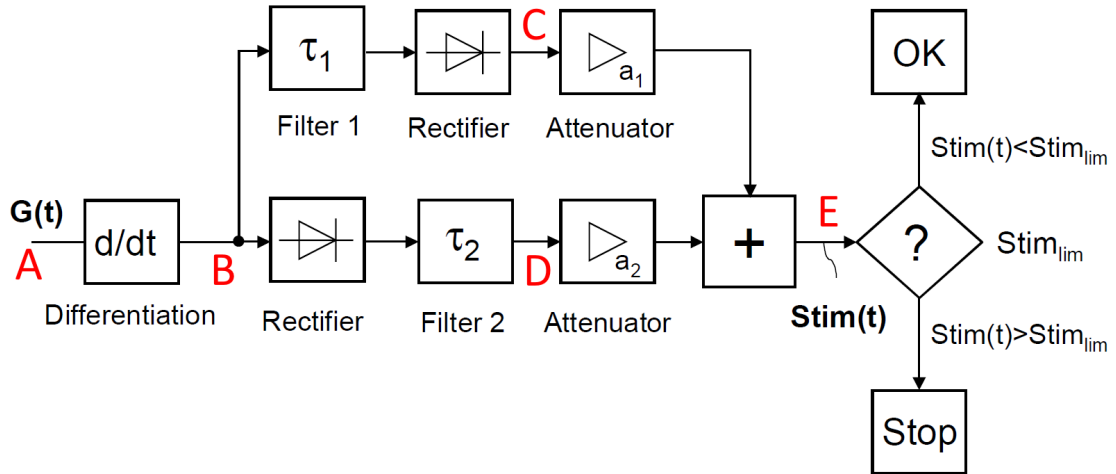 C
τ1
a1
OK
Filter 1
Rectifier
Attenuator
Stim(t)<Stimlim
G(t)
A
d/dt
B
τ2
D
a2
+
E
?
Stimlim
Differentiation
Rectifier
Filter 2
Attenuator
Stim(t)
Stim(t)>Stimlim
Stop